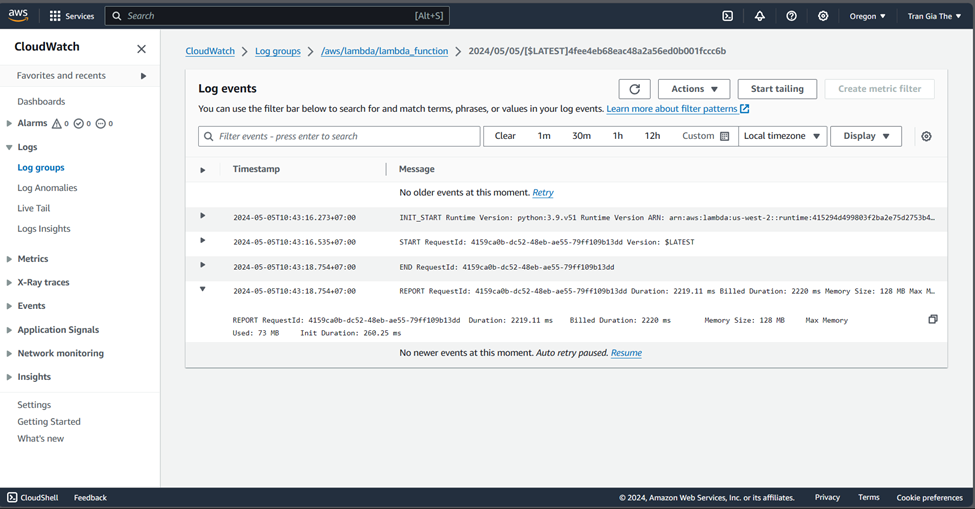 aws Services Search [Alt+S] Oregon Tran Gia The
CloudWatch
Favorites and recents
Dashboards
Alarms 0 0 0
Logs
Log groups
Log Anomalies
Live Tail
Logs Insights
Metrics
X-Ray traces
Events
Application Signals
Network monitoring
Insights
Settings
Getting Started
What's new
CloudWatch Log groups /aws/lambda/lambda_function 2024/05/05/[$LATEST]4fee4eb68eac48a2a56ed0b001fccc6b
Log events Actions Start tailing Create metric filter
You can use the filter bar below to search for and match terms, phrases, or values in your log events. Learn more about filter patterns
Filter events - press enter to search Clear 1m 30m 1h 12h Custom Local timezone Display
Timestamp Message
No older events at this moment. Retry
2024-05-05T10:43:16.273+07:00 INIT_START Runtime Version: python:3.9.v51 Runtime Version ARN: arn:aws:lambda:us-west-2::runtime:415294d499803f2ba2e75d2753b4…
2024-05-05T10:43:16.535+07:00 START RequestId: 4159ca0b-dc52-48eb-ae55-79ff109b13dd Version: $LATEST
2024-05-05T10:43:18.754+07:00 END RequestId: 4159ca0b-dc52-48eb-ae55-79ff109b13dd
2024-05-05T10:43:18.754+07:00 REPORT RequestId: 4159ca0b-dc52-48eb-ae55-79ff109b13dd Duration: 2219.11 ms Billed Duration: 2220 ms Memory Size: 128 MB Max M…
REPORT RequestId: 4159ca0b-dc52-48eb-ae55-79ff109b13dd Duration: 2219.11 ms Billed Duration: 2220 ms Memory Size: 128 MB Max Memory
Used: 73 MB Init Duration: 260.25 ms
No newer events at this moment. Auto retry paused. Resume
CloudShell Feedback © 2024, Amazon Web Services, Inc. or its affiliates. Privacy Terms Cookie preferences